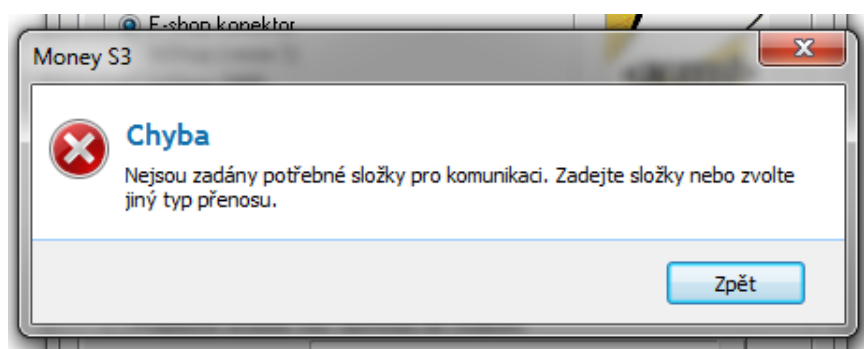 E-shop konektor
Money S3
Chyba
Nejsou zadány potřebné složky pro komunikaci. Zadejte složky nebo zvolte
jiný typ přenosu.
Zpět